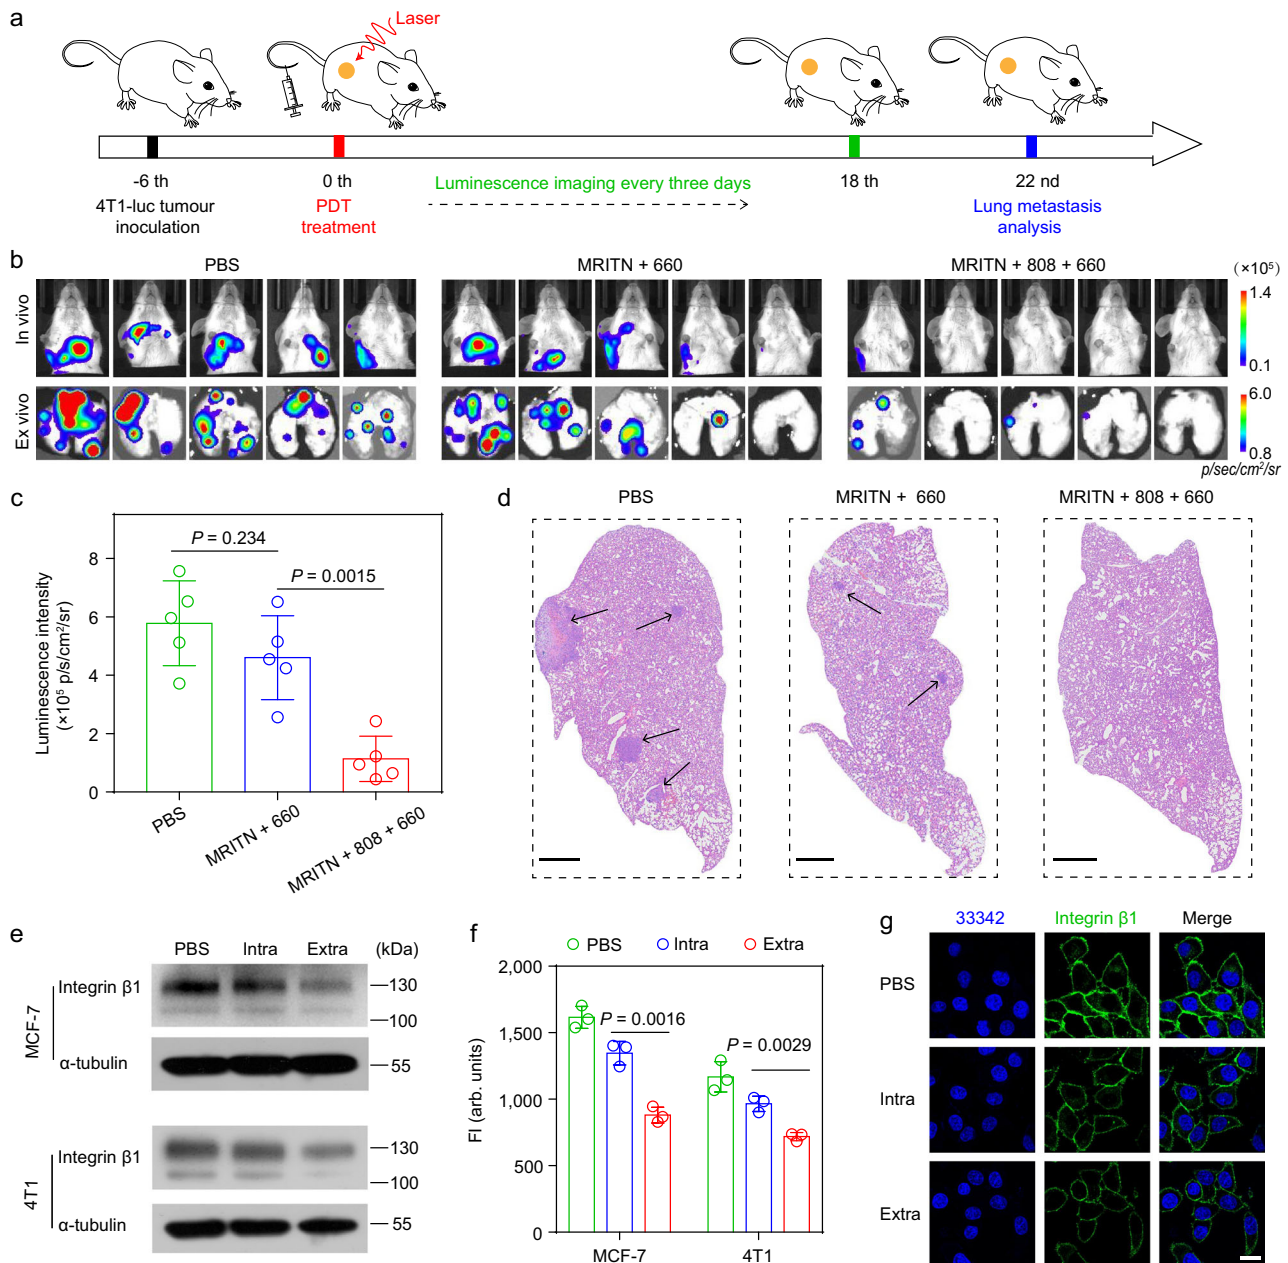 a
Laser
-6 th
0 th
Luminescence imaging every three days
18 th
22 nd
4T1-luc tumour
inoculation
PDT
treatment
Lung metastasis
analysis
b
PBS
MRITN + 660
MRITN + 808 + 660
(×10⁵)
In vivo
1.4
0.1
Ex vivo
6.0
0.8
p/sec/cm²/sr
c
Luminescence intensity
(×10⁵ p/s/cm²/sr)
8
6
4
2
0
P = 0.234
P = 0.0015
PBS
MRITN + 660
MRITN + 808 + 660
d
PBS
MRITN + 660
MRITN + 808 + 660
e
PBS Intra Extra (kDa)
MCF-7
Integrin β1
130
100
α-tubulin
55
4T1
Integrin β1
130
100
α-tubulin
55
f
PBS Intra Extra
FI (arb. units)
2,000
1,500
1,000
500
0
P = 0.0016
P = 0.0029
MCF-7
4T1
g
33342 Integrin β1 Merge
PBS
Intra
Extra